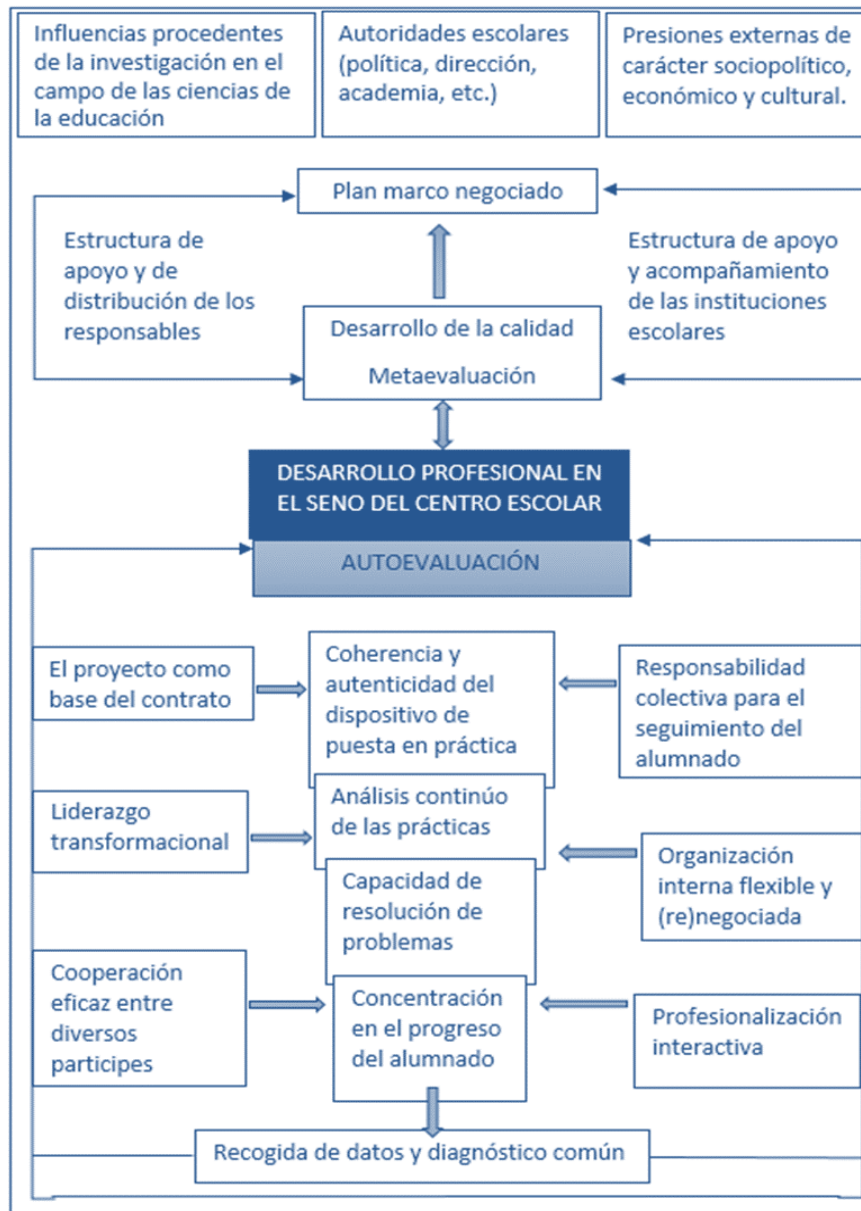 Influencias procedentes
de la investigación en el
campo de las ciencias de
la educación
Autoridades escolares
(política, dirección,
academia, etc.)
Presiones externas de
carácter sociopolítico,
económico y cultural.
Plan marco negociado
Estructura de
apoyo y de
distribución de los
responsables
Estructura de apoyo
y acompañamiento
de las instituciones
escolares
Desarrollo de la calidad
Metaevaluación
DESARROLLO PROFESIONAL EN
EL SENO DEL CENTRO ESCOLAR
AUTOEVALUACIÓN
El proyecto como
base del contrato
Coherencia y
autenticidad del
dispositivo de
puesta en práctica
Responsabilidad
colectiva para el
seguimiento del
alumnado
Liderazgo
transformacional
Análisis continúo
de las prácticas
Organización
interna flexible y
(re)negociada
Capacidad de
resolución de
problemas
Cooperación
eficaz entre
diversos
participes
Concentración
en el progreso
del alumnado
Profesionalización
interactiva
Recogida de datos y diagnóstico común